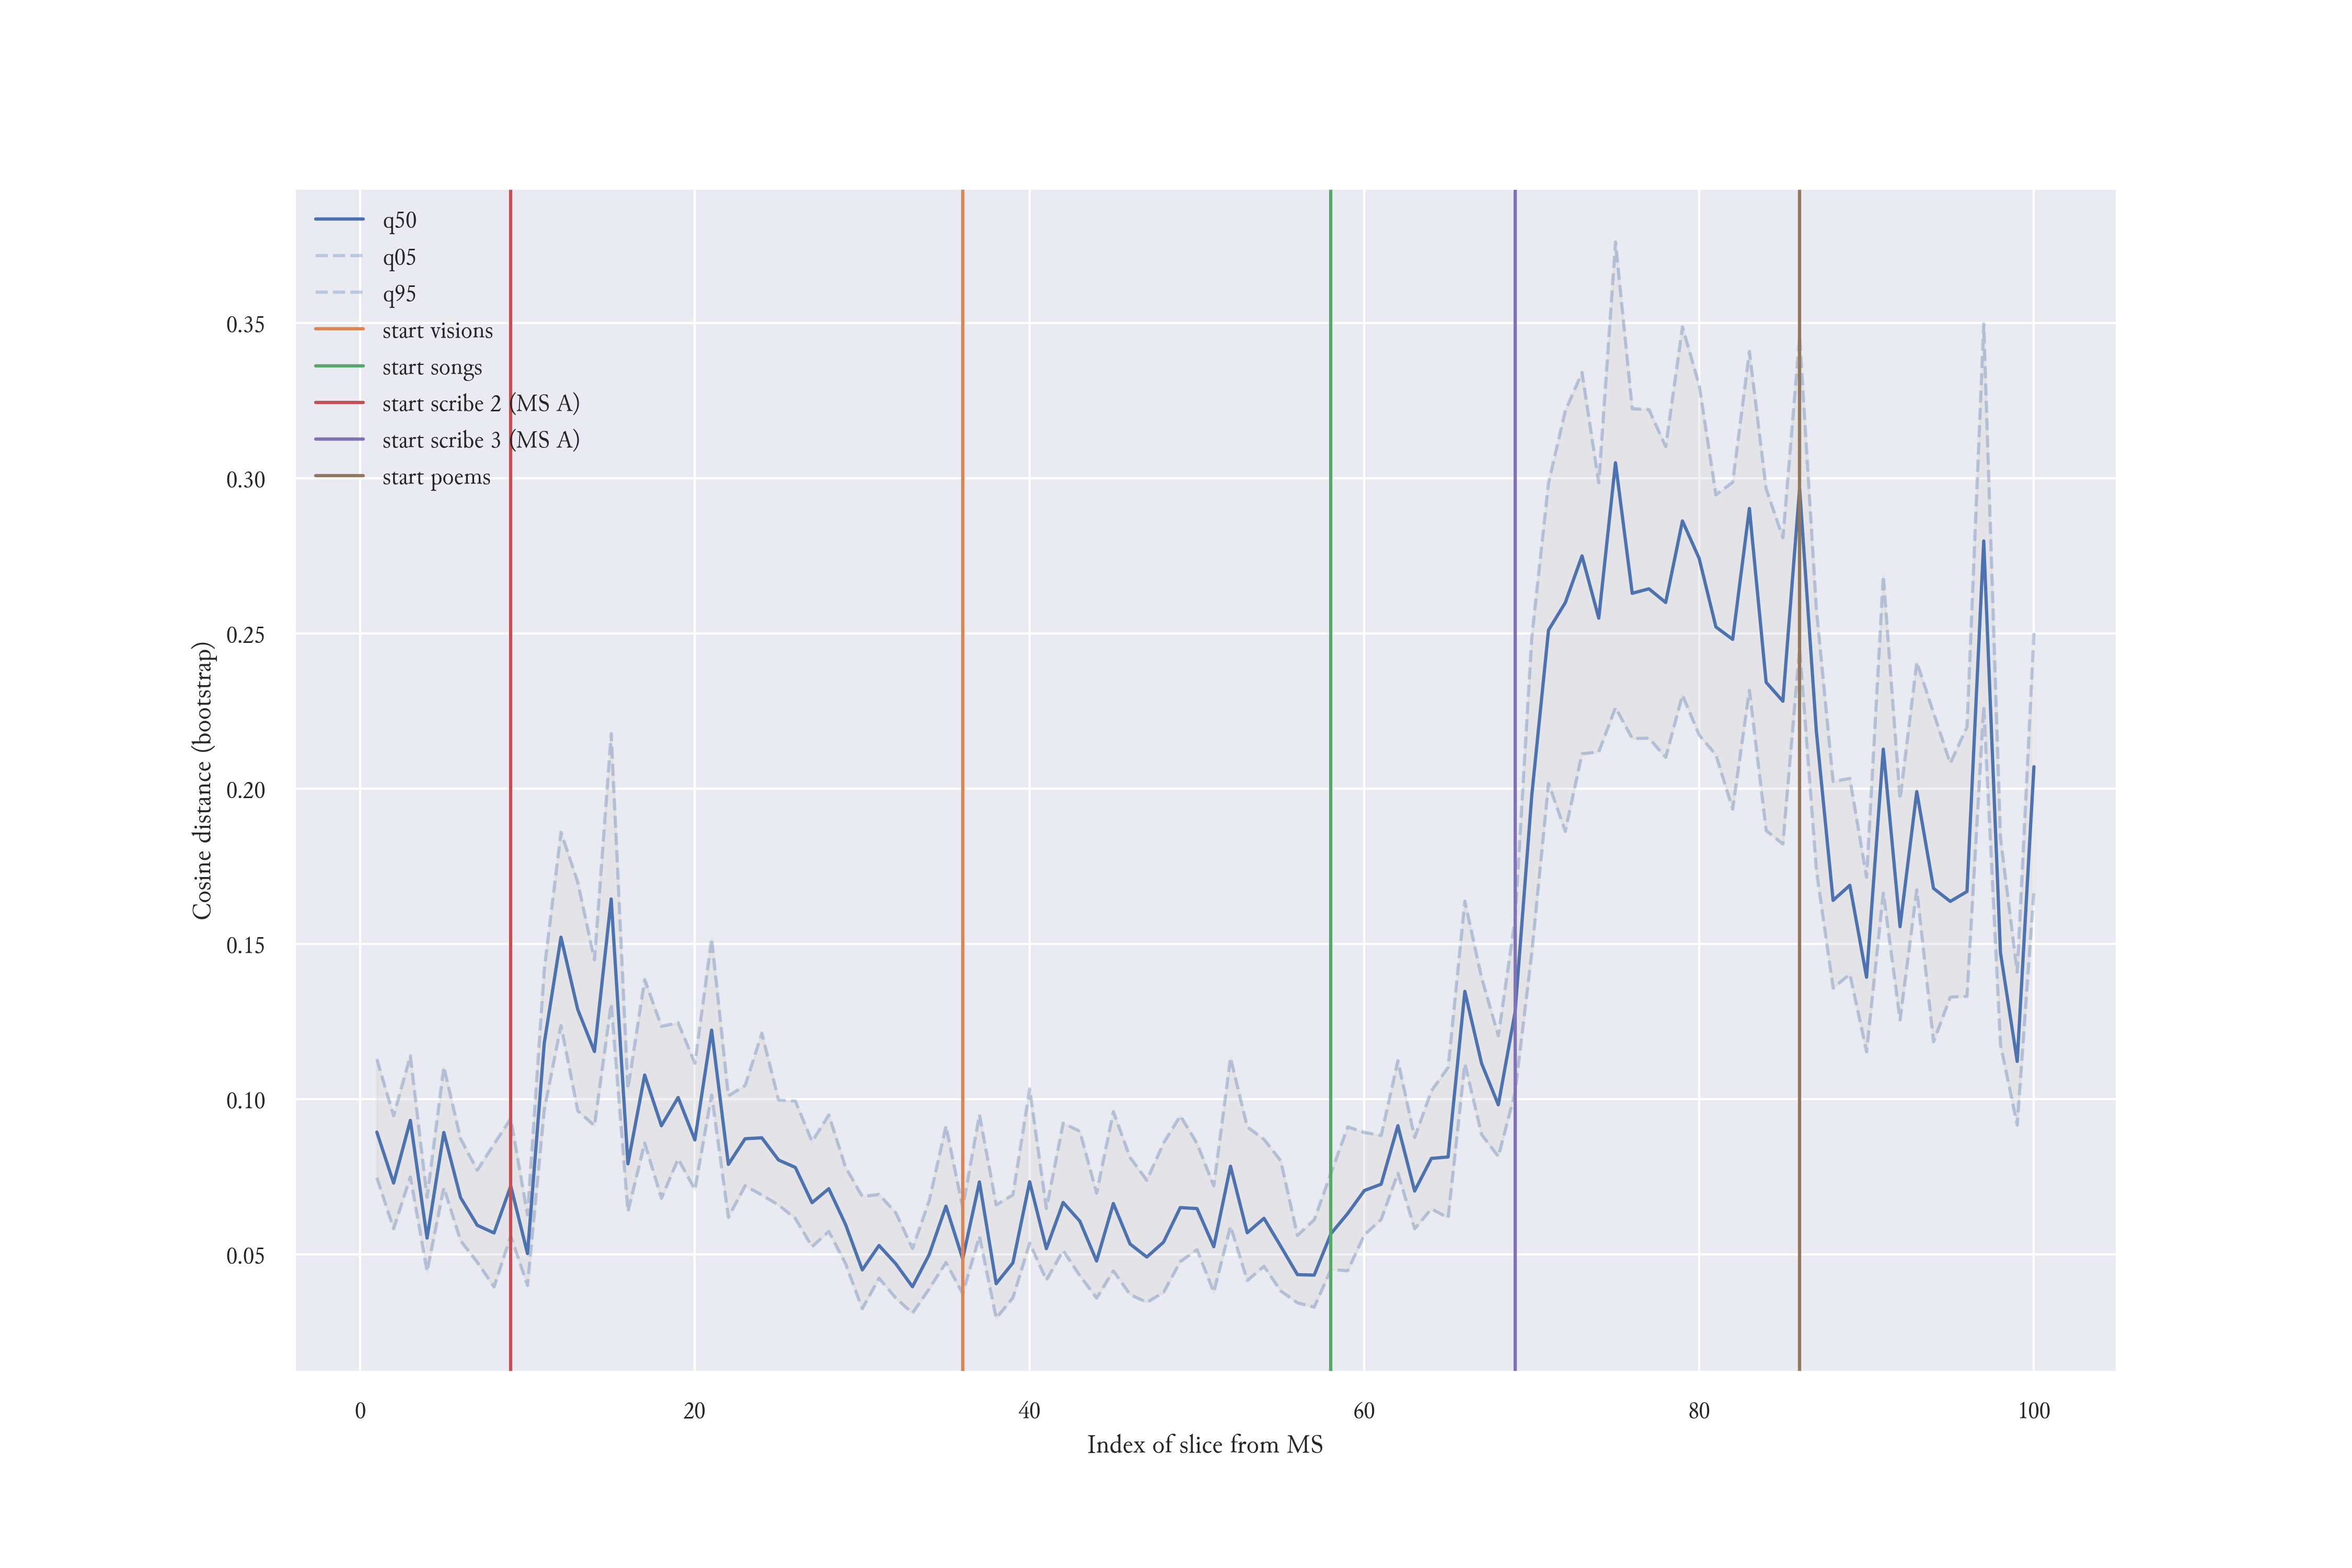 q50
q05
q95
start visions
start songs
start scribe 2 (MS A)
start scribe 3 (MS A)
start poems
0.35
0.30
0.25
0.20
0.15
0.10
0.05
Cosine distance (bootstrap)
0 20 40 60 80 100
Index of slice from MS